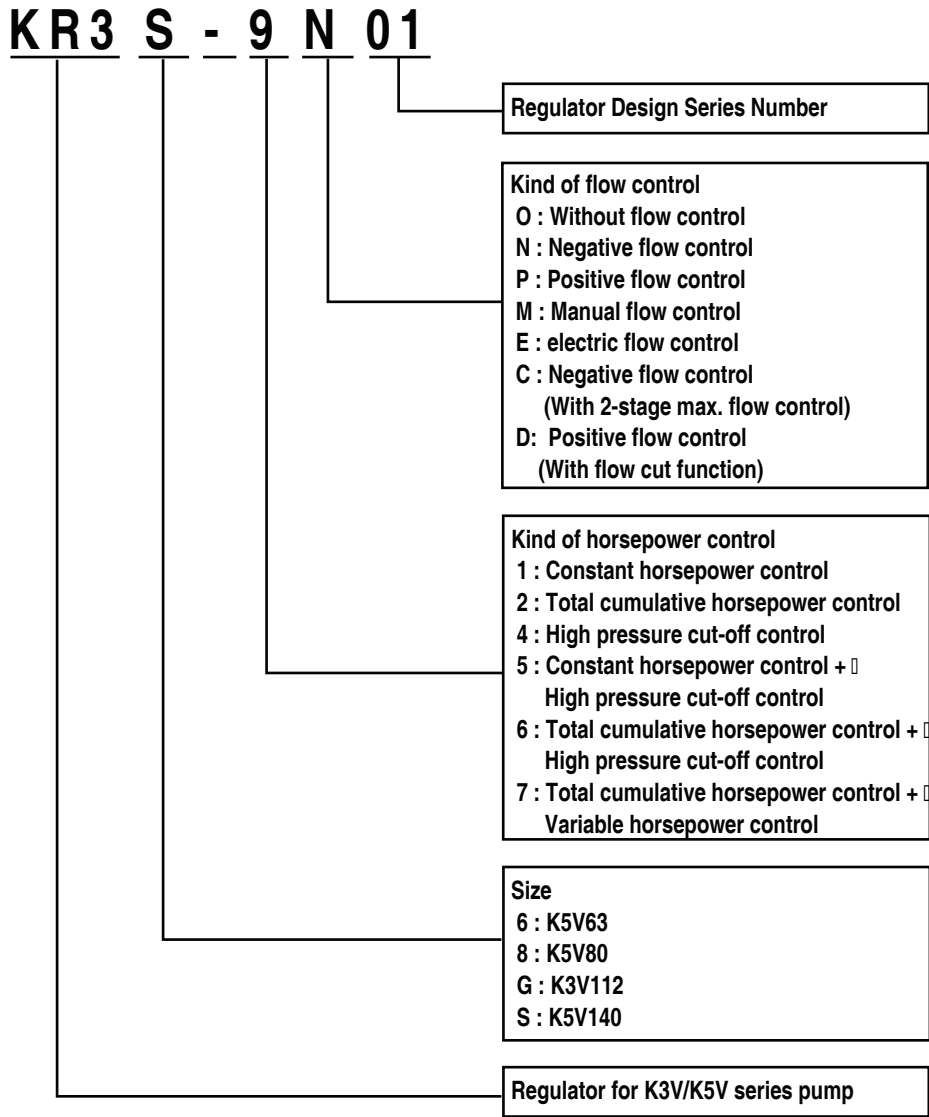 KR3 S - 9 N 01
Regulator Design Series Number
Kind of flow control
O : Without flow control
N : Negative flow control
P : Positive flow control
M : Manual flow control
E : electric flow control
C : Negative flow control
(With 2-stage max. flow control)
D: Positive flow control
(With flow cut function)
Kind of horsepower control
1 : Constant horsepower control
2 : Total cumulative horsepower control
4 : High pressure cut-off control
5 : Constant horsepower control + ▯
High pressure cut-off control
6 : Total cumulative horsepower control + ▯
High pressure cut-off control
7 : Total cumulative horsepower control + ▯
Variable horsepower control
Size
6 : K5V63
8 : K5V80
G : K3V112
S : K5V140
Regulator for K3V/K5V series pump